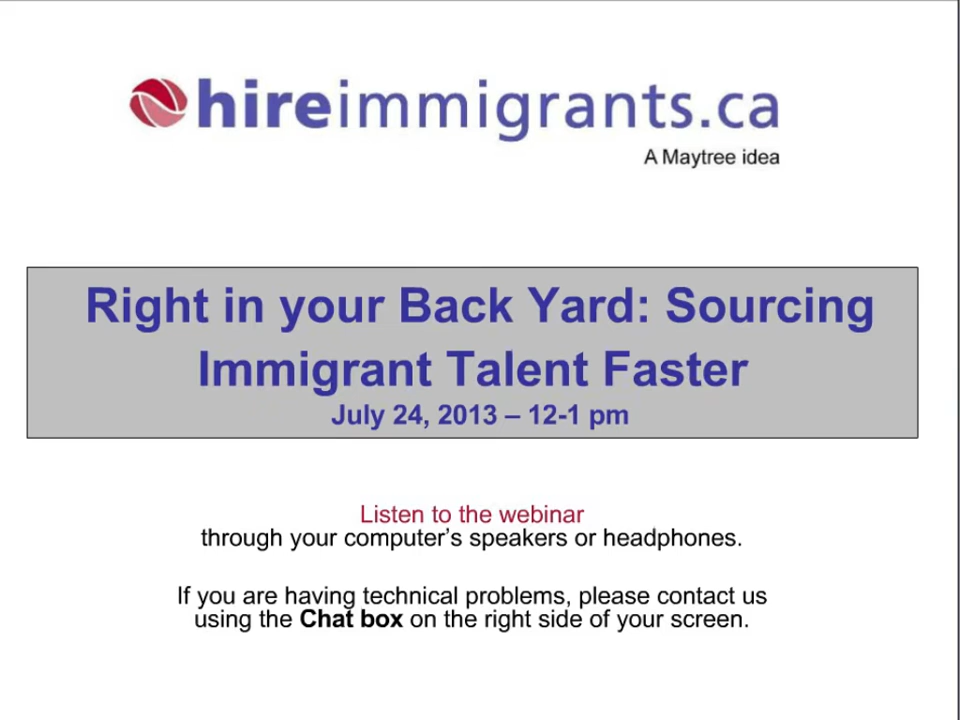 hireimmigrants.ca
A Maytree idea
Right in your Back Yard: Sourcing
Immigrant Talent Faster
July 24, 2013 – 12-1 pm
Listen to the webinar
through your computer’s speakers or headphones.
If you are having technical problems, please contact us
using the Chat box on the right side of your screen.